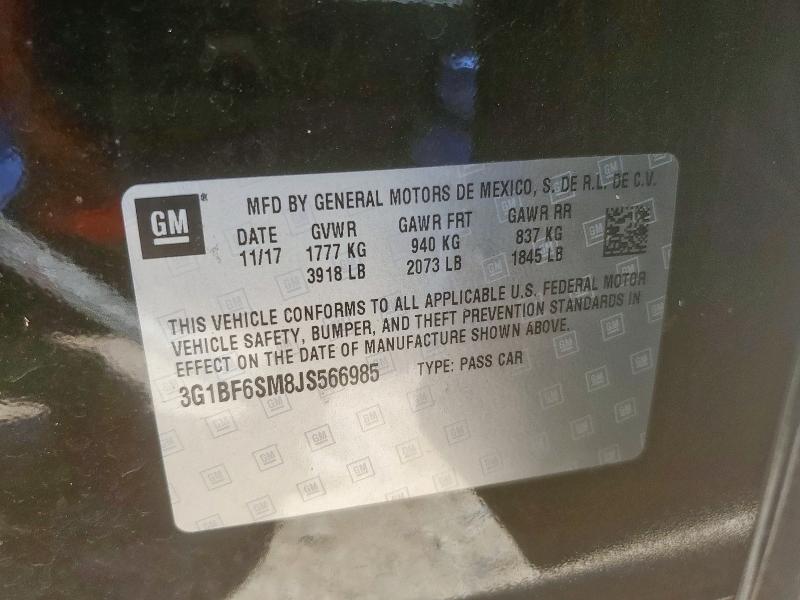 GM
MFD BY GENERAL MOTORS DE MEXICO, S. DE R.L. DE C.V.
DATE GVWR GAWR FRT GAWR RR
11/17 1777 KG 940 KG 837 KG
3918 LB 2073 LB 1845 LB
THIS VEHICLE CONFORMS TO ALL APPLICABLE U.S. FEDERAL MOTOR
VEHICLE SAFETY, BUMPER, AND THEFT PREVENTION STANDARDS IN
EFFECT ON THE DATE OF MANUFACTURE SHOWN ABOVE.
3G1BF6SM8JS566985 TYPE: PASS CAR